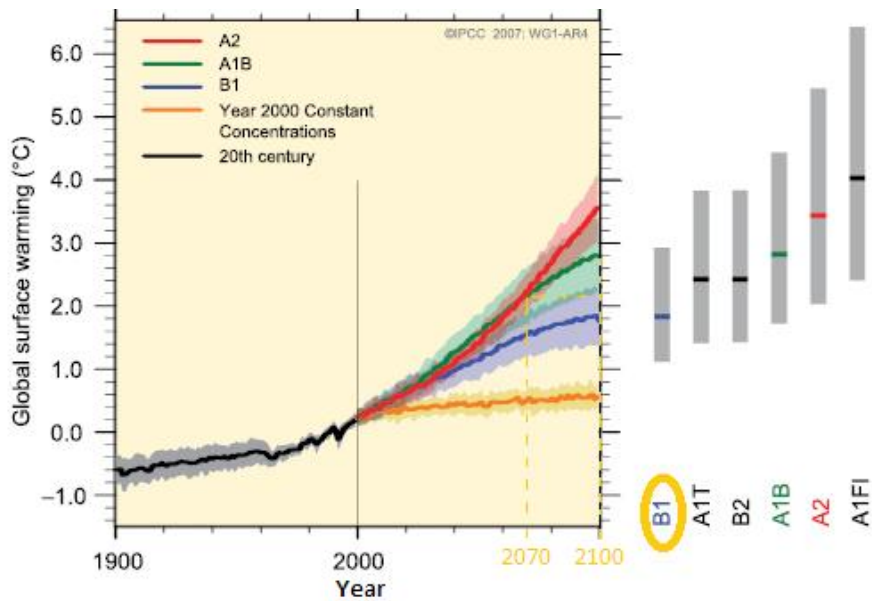 ©IPCC 2007: WG1-AR4
A2
A1B
B1
Year 2000 Constant
Concentrations
20th century
Global surface warming (°C)
6.0
5.0
4.0
3.0
2.0
1.0
0.0
–1.0
1900
2000
2070
2100
Year
B1
A1T
B2
A1B
A2
A1FI